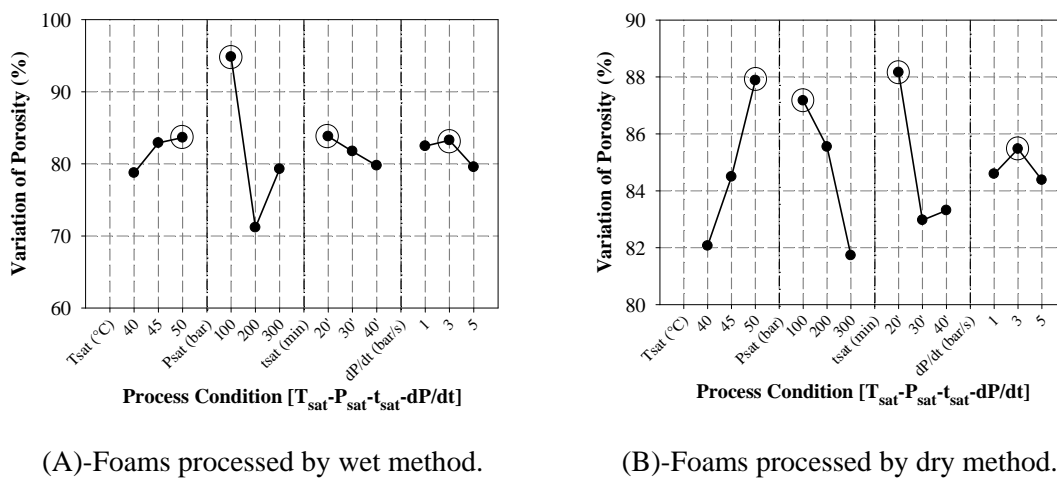 100
90
80
70
60
Variation of Porosity (%)
Tsat (°C)
40
45
50
Psat (bar)
100
200
300
tsat (min)
20'
30'
40'
dP/dt (bar/s)
1
3
5
Process Condition [Tsat-Psat-tsat-dP/dt]
(A)-Foams processed by wet method.
90
88
86
84
82
80
Variation of Porosity (%)
Tsat (°C)
40
45
50
Psat (bar)
100
200
300
tsat (min)
20'
30'
40'
dP/dt (bar/s)
1
3
5
Process Condition [Tsat-Psat-tsat-dP/dt]
(B)-Foams processed by dry method.